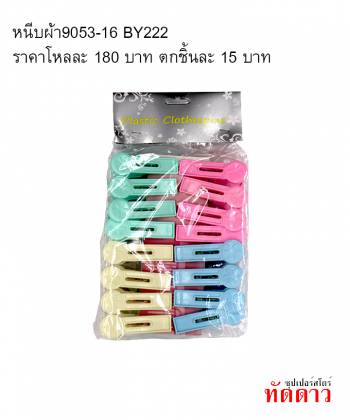 หนีบผ้า9053-16 BY222
ราคาโหลละ 180 บาท ตกชิ้นละ 15 บาท
Plastic Clothespins
ซุปเปอร์สโตร์
ทัดดาว